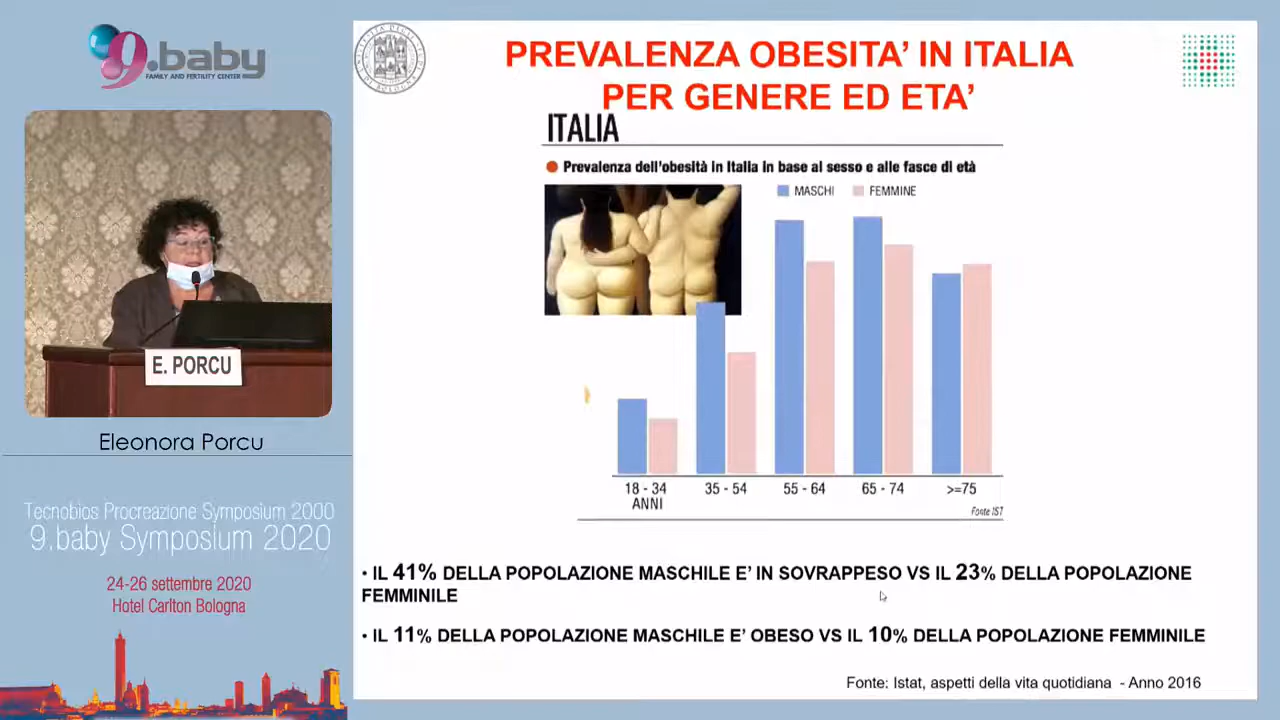 9.baby
FAMILY AND FERTILITY CENTER
E. PORCU
Eleonora Porcu
Tecnobios Procreazione Symposium 2000
9.baby Symposium 2020
24-26 settembre 2020
Hotel Carlton Bologna
PREVALENZA OBESITA’ IN ITALIA
PER GENERE ED ETA’
ITALIA
Prevalenza dell'obesità in Italia in base al sesso e alle fasce di età
MASCHI FEMMINE
18 - 34 35 - 54 55 - 64 65 - 74 >=75
ANNI
Fonte IST
• IL 41% DELLA POPOLAZIONE MASCHILE E’ IN SOVRAPPESO VS IL 23% DELLA POPOLAZIONE
FEMMINILE
• IL 11% DELLA POPOLAZIONE MASCHILE E’ OBESO VS IL 10% DELLA POPOLAZIONE FEMMINILE
Fonte: Istat, aspetti della vita quotidiana - Anno 2016